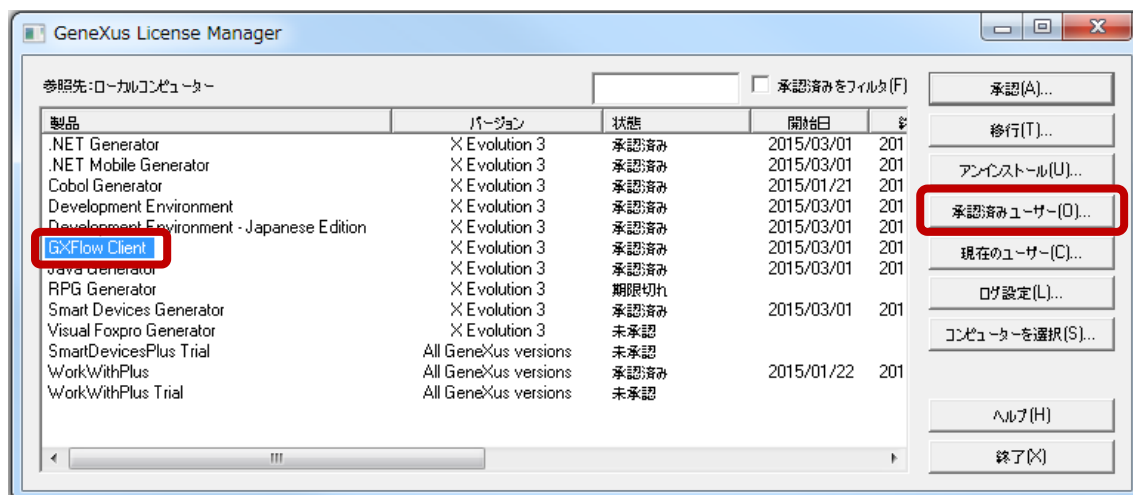 GeneXus License Manager
参照先:ローカルコンピューター
承認済みをフィルタ(F)
承認(A)...
製品 バージョン 状態 開始日
移行(T)...
.NET Generator X Evolution 3 承認済み 2015/03/01 201
.NET Mobile Generator X Evolution 3 承認済み 2015/03/01 201
アンインストール(U)...
Cobol Generator X Evolution 3 承認済み 2015/01/21 201
Development Environment X Evolution 3 承認済み 2015/03/01 201
承認済みユーザー(O)...
Development Environment - Japanese Edition X Evolution 3 承認済み 2015/03/01 201
GXFlow Client X Evolution 3 承認済み 2015/03/01 201
現在のユーザー(C)...
Java Generator X Evolution 3 承認済み 2015/03/01 201
RPG Generator X Evolution 3 期限切れ
ログ設定(L)...
Smart Devices Generator X Evolution 3 承認済み 2015/03/01 201
Visual Foxpro Generator X Evolution 3 未承認
コンピューターを選択(S)...
SmartDevicesPlus Trial All GeneXus versions 未承認
WorkWithPlus All GeneXus versions 承認済み 2015/01/22 201
WorkWithPlus Trial All GeneXus versions 未承認
ヘルプ(H)
終了(X)